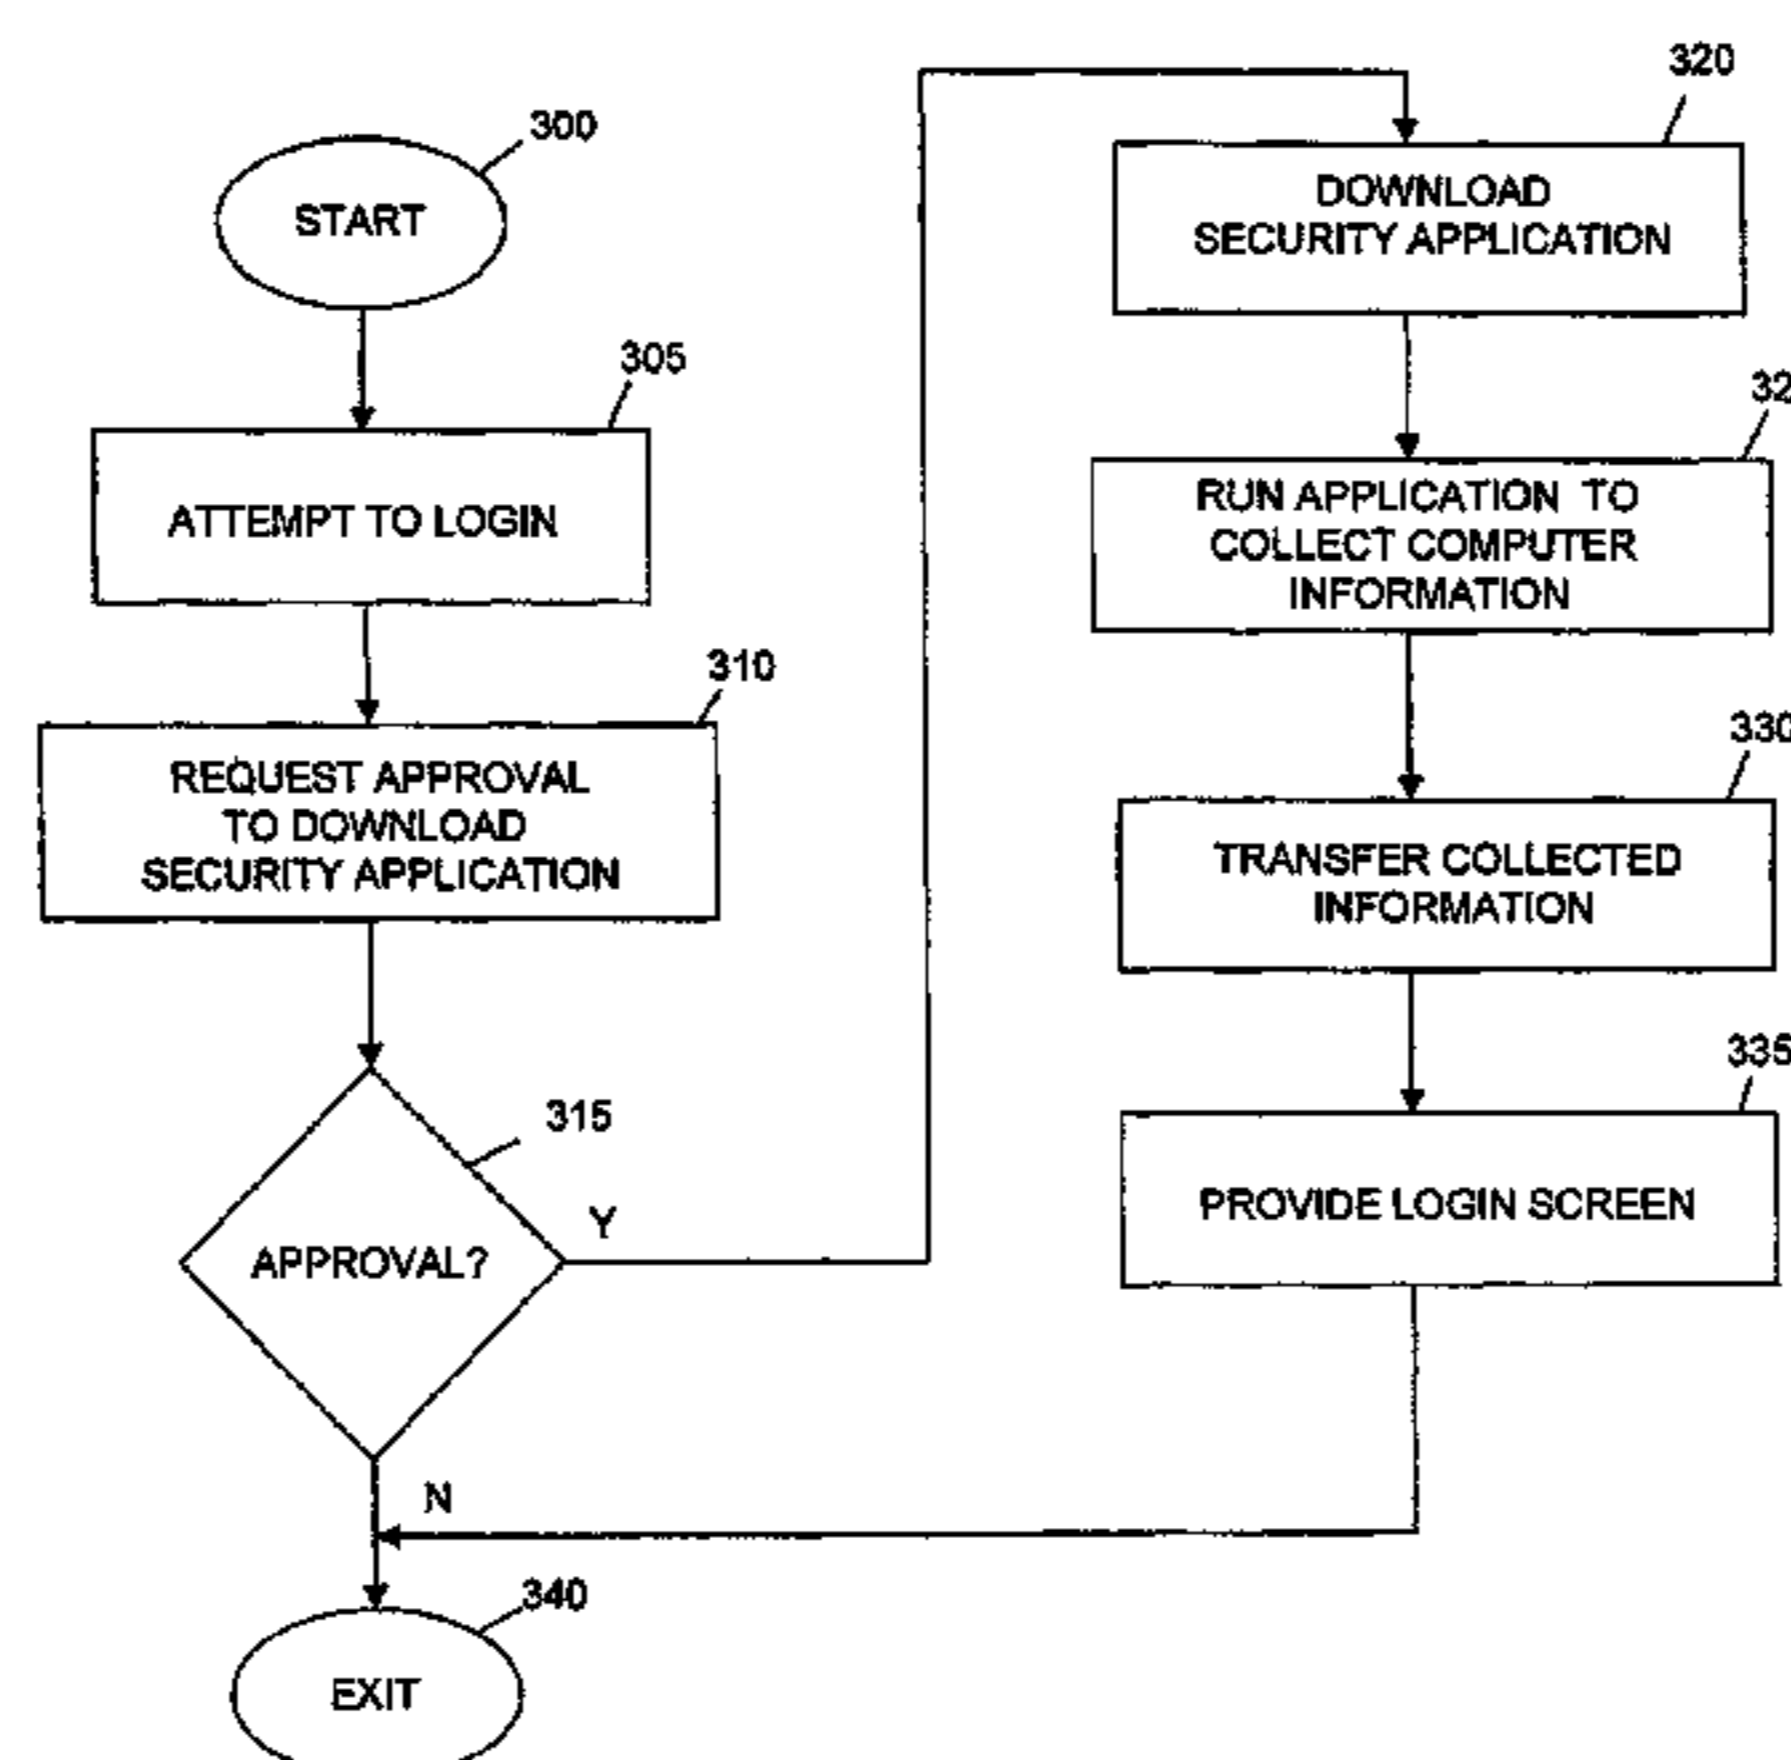 300
START
305
ATTEMPT TO LOGIN
310
REQUEST APPROVAL
TO DOWNLOAD
SECURITY APPLICATION
315
APPROVAL?
Y
N
340
EXIT
320
DOWNLOAD
SECURITY APPLICATION
32
RUN APPLICATION TO
COLLECT COMPUTER
INFORMATION
330
TRANSFER COLLECTED
INFORMATION
335
PROVIDE LOGIN SCREEN